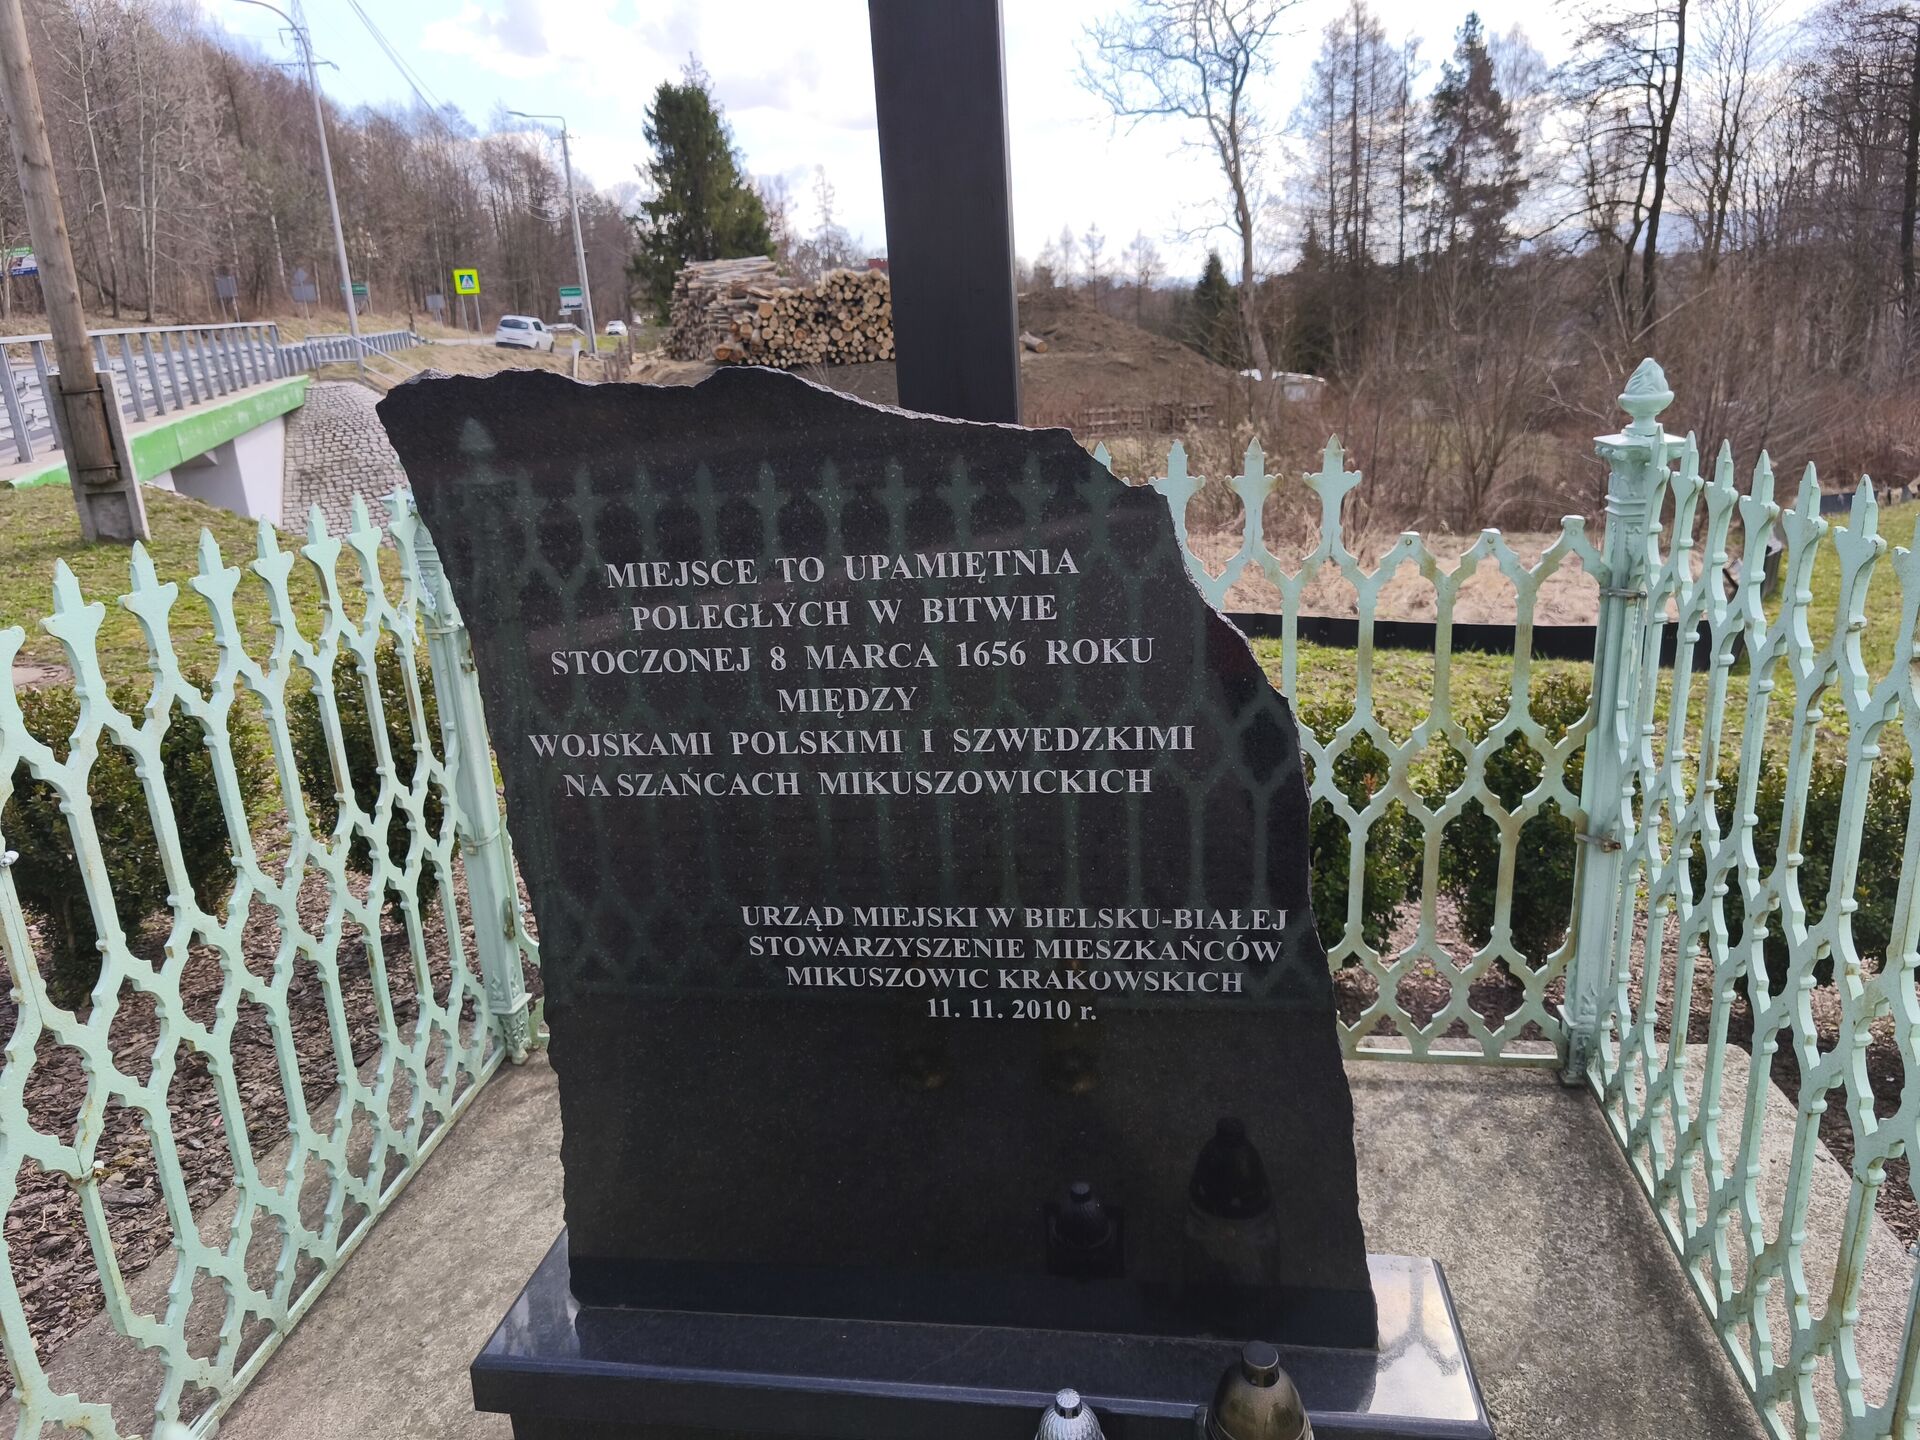 MIEJSCE TO UPAMIĘTNIA
POLEGŁYCH W BITWIE
STOCZONEJ 8 MARCA 1656 ROKU
MIĘDZY
WOJSKAMI POLSKIMI I SZWEDZKIMI
NA SZAŃCACH MIKUSZOWICKICH
URZĄD MIEJSKI W BIELSKU-BIAŁEJ
STOWARZYSZENIE MIESZKAŃCÓW
MIKUSZOWIC KRAKOWSKICH
11. 11. 2010 r.